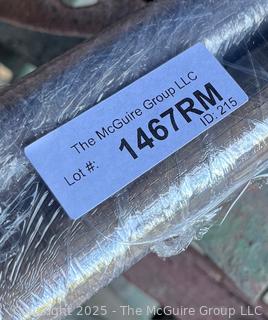 The McGuire Group LLC
Lot #:
1467RM
ID: 215
Copyright 2025 - The McGuire Group LLC